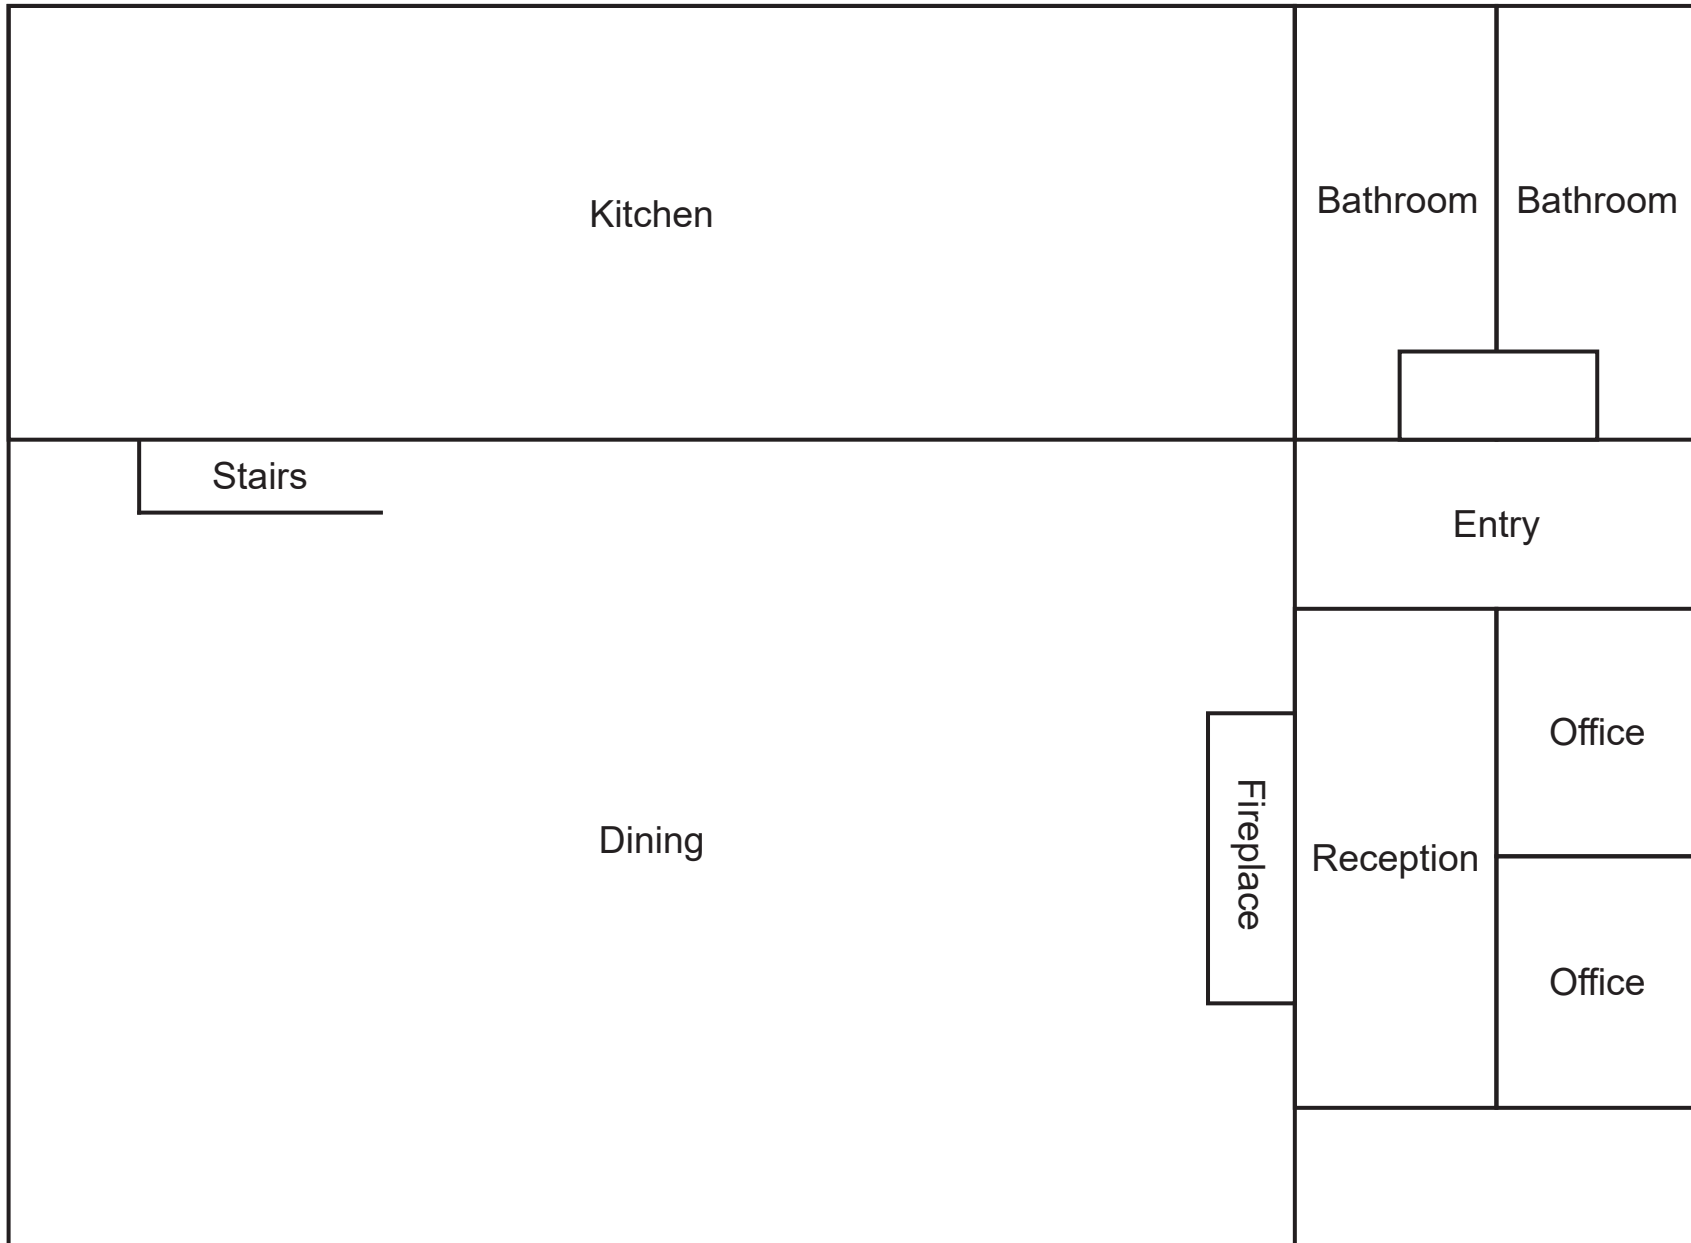 Kitchen
Bathroom
Bathroom
Stairs
Entry
Dining
Fireplace
Reception
Office
Office